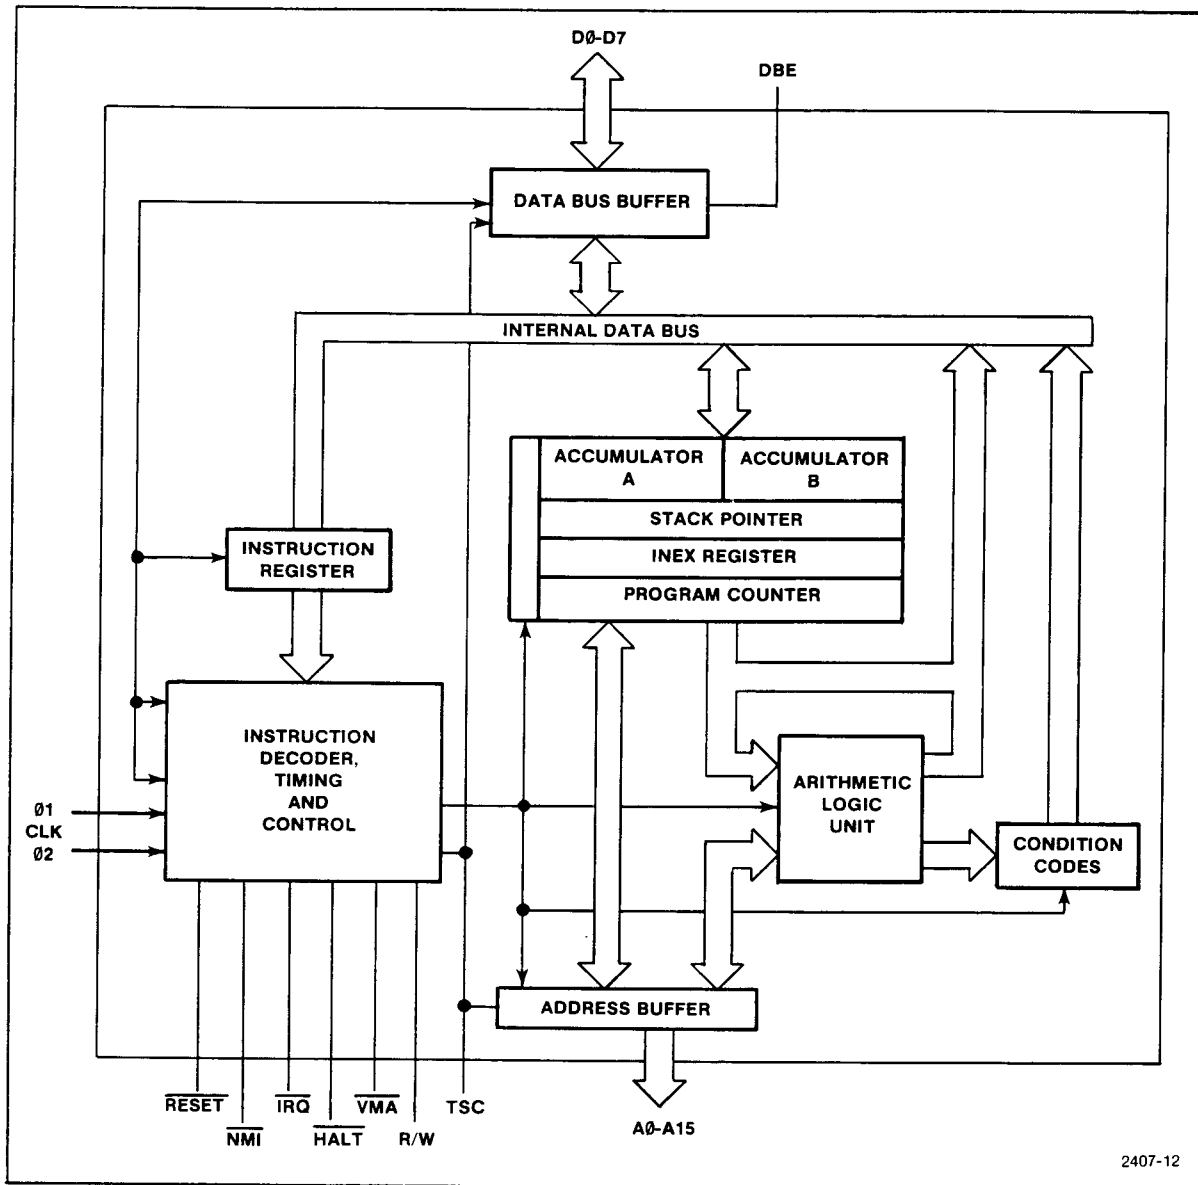 DØ-D7
DBE
DATA BUS BUFFER
INTERNAL DATA BUS
ACCUMULATOR
A
ACCUMULATOR
B
STACK POINTER
INEX REGISTER
PROGRAM COUNTER
INSTRUCTION
REGISTER
INSTRUCTION
DECODER,
TIMING
AND
CONTROL
Ø1
CLK
Ø2
ARITHMETIC
LOGIC
UNIT
CONDITION
CODES
ADDRESS BUFFER
RESET
NMI
IRQ
HALT
VMA
R/W
TSC
AØ-A15
2407-12